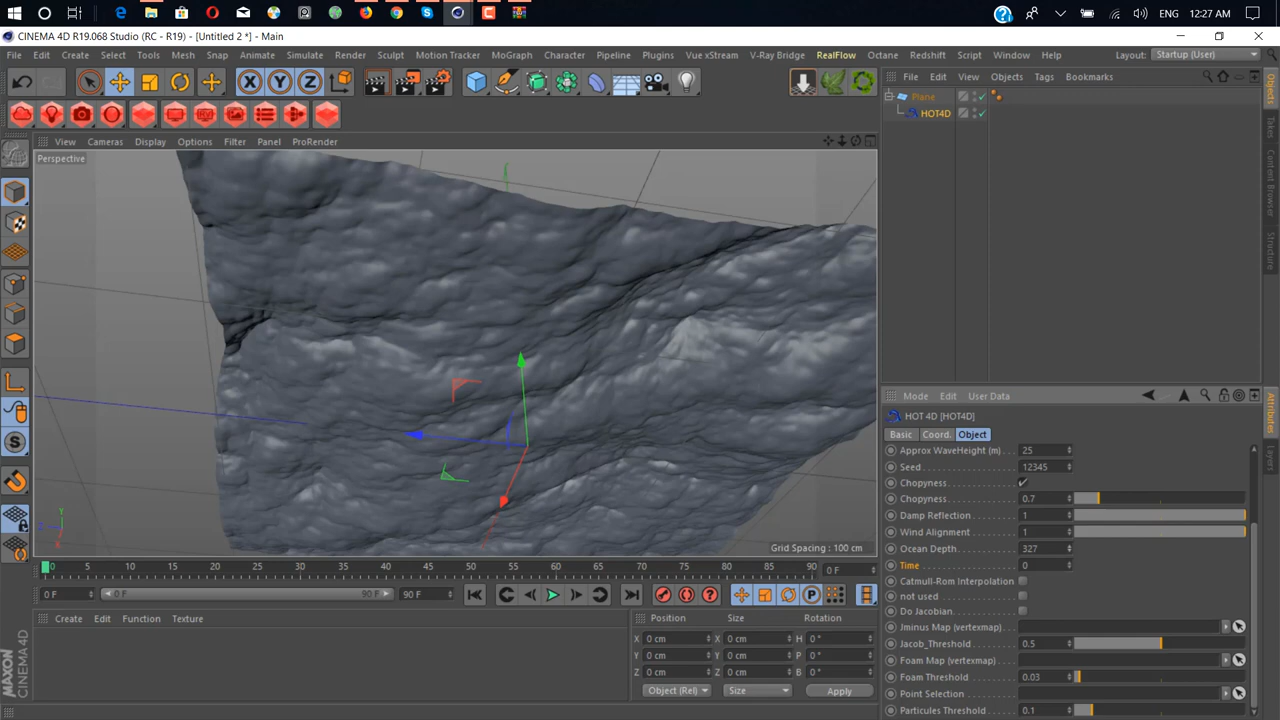 ENG 12:27 AM
CINEMA 4D R19.068 Studio (RC - R19) - [Untitled 2 *] - Main
File Edit Create Select Tools Mesh Snap Animate Simulate Render Sculpt Motion Tracker MoGraph Character Pipeline Plugins Vue xStream V-Ray Bridge RealFlow Octane Redshift Script Window Help Layout: Startup (User)
File Edit View Objects Tags Bookmarks
Plane
HOT4D
View Cameras Display Options Filter Panel ProRender
Perspective
Grid Spacing : 100 cm
Objects
Takes
Content Browser
Structure
Mode Edit User Data
HOT 4D [HOT4D]
Basic Coord. Object
Approx WaveHeight (m) 25
Seed 12345
Chopyness
Chopyness 0.7
Damp Reflection 1
Wind Alignment 1
Ocean Depth 327
Time 0
Catmull-Rom Interpolation
not used
Do Jacobian
Jminus Map (vertexmap)
Jacob_Threshold 0.5
Foam Map (vertexmap)
Foam Threshold 0.03
Point Selection
Particules Threshold 0.1
Attributes
Layers
0 5 10 15 20 25 30 35 40 45 50 55 60 65 70 75 80 85 90 0 F
0 F 0 F 90 F 90 F
Create Edit Function Texture
Position Size Rotation
X 0 cm X 0 cm H 0 °
Y 0 cm Y 0 cm P 0 °
Z 0 cm Z 0 cm B 0 °
Object (Rel) Size Apply
MAXON
CINEMA 4D